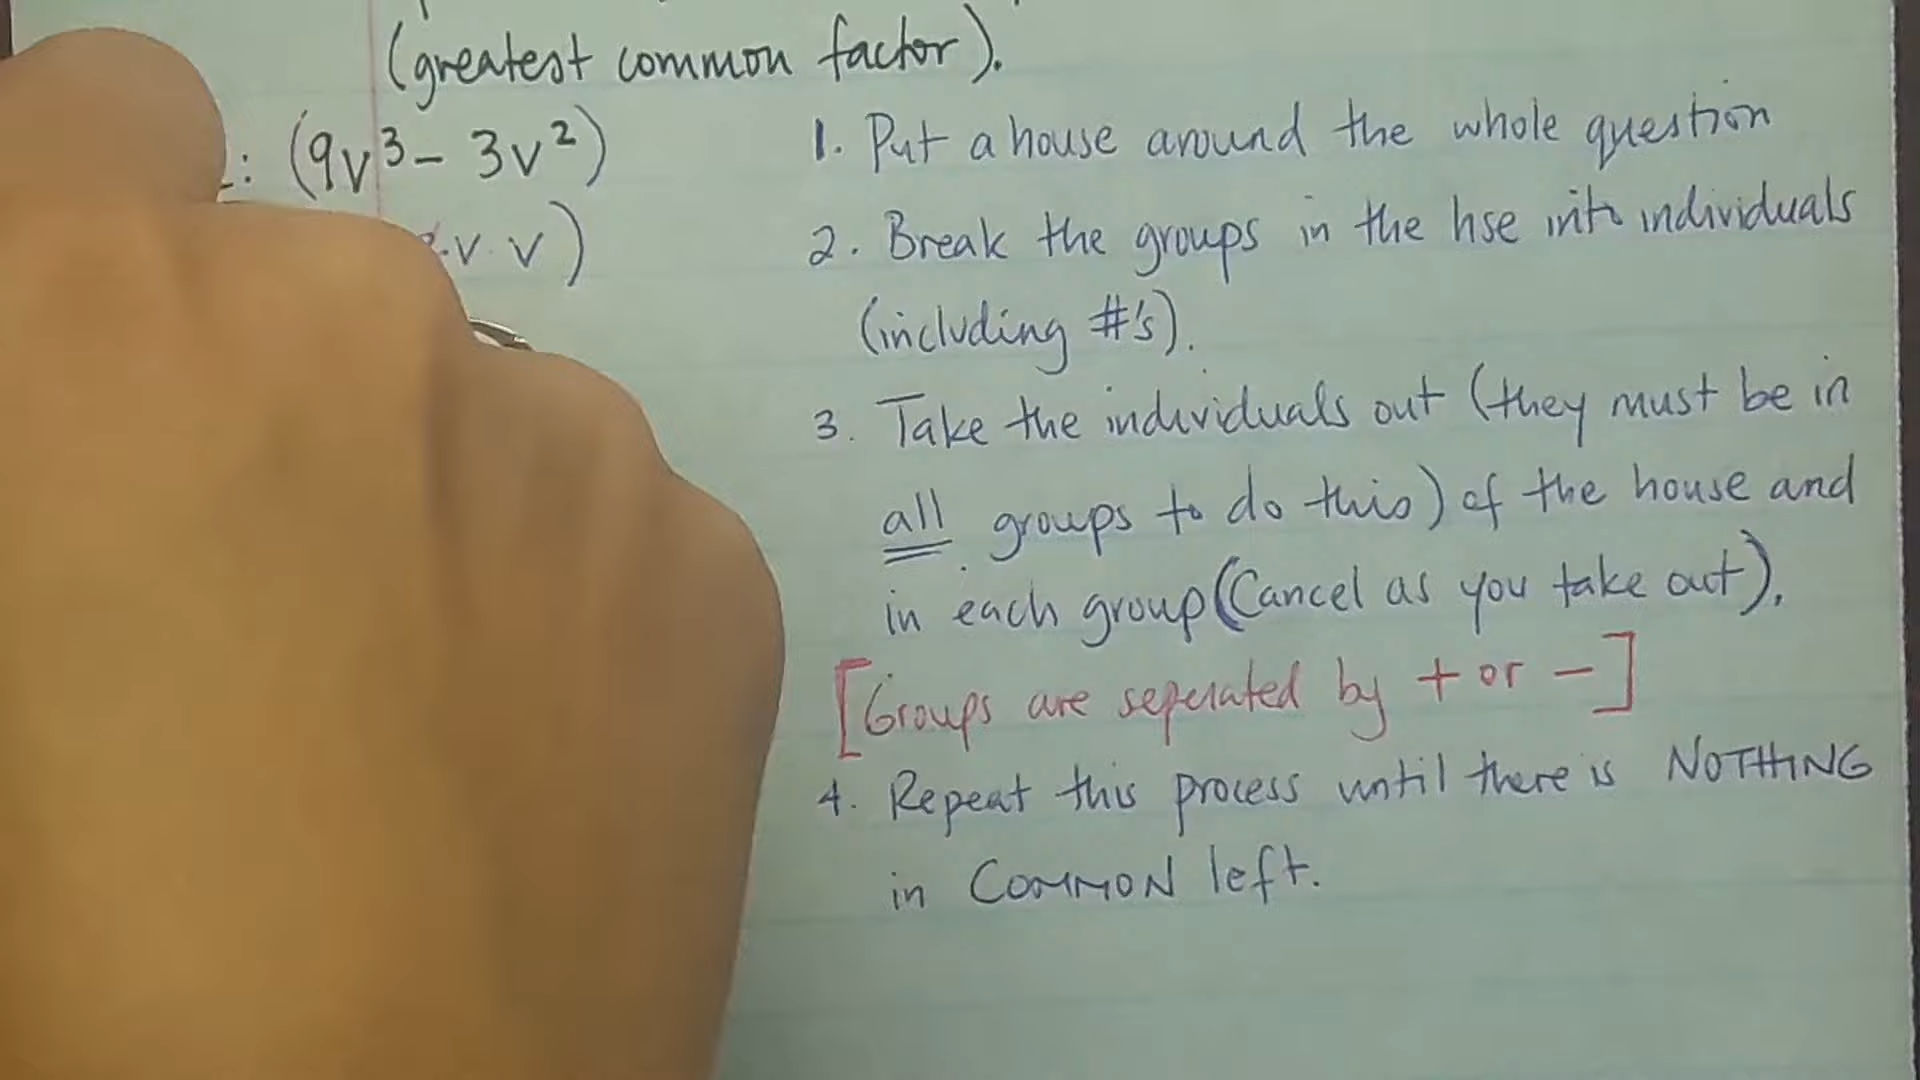 (greatest common factor).
: (9v³ - 3v²)
·v·v)
1. Put a house around the whole question
2. Break the groups in the hse into individuals
(including #'s).
3. Take the individuals out (they must be in
all groups to do this) of the house and
in each group (Cancel as you take out).
[Groups are seperated by + or -]
4. Repeat this process until there is NOTHING
in COMMON left.